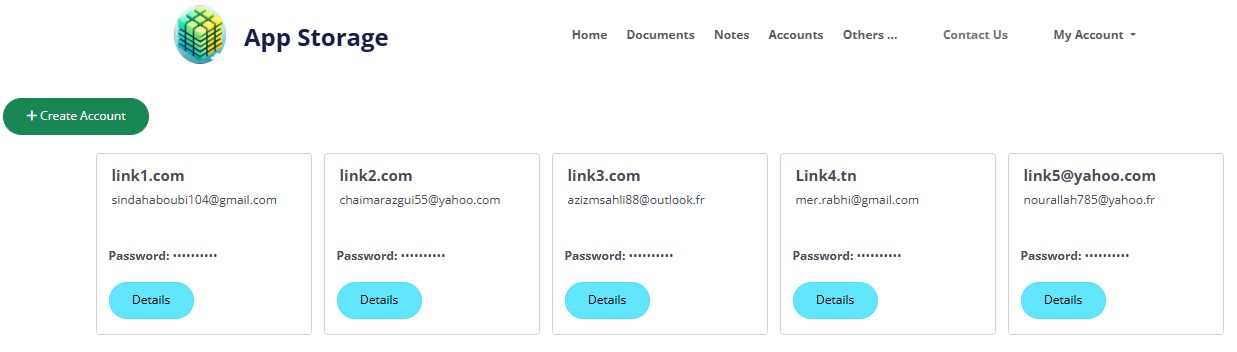 App Storage
Home Documents Notes Accounts Others ... Contact Us My Account
+ Create Account
link1.com link2.com link3.com Link4.tn link5@yahoo.com
sindahaboubi104@gmail.com chaimarazgui55@yahoo.com azizmsahli88@outlook.fr mer.rabhi@gmail.com nourallah785@yahoo.fr
Password: •••••••••• Password: •••••••••• Password: •••••••••• Password: •••••••••• Password: ••••••••••
Details Details Details Details Details